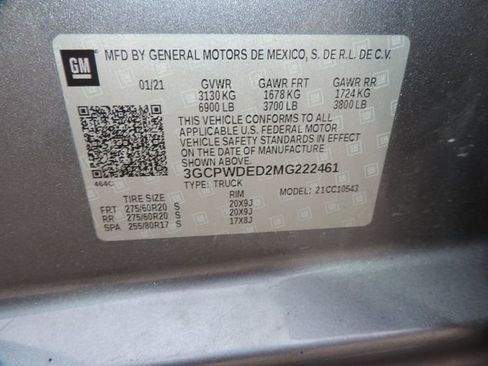 GM
MFD BY GENERAL MOTORS DE MEXICO, S. DE R.L. DE C.V.
01/21 GVWR GAWR FRT GAWR RR
3130 KG 1678 KG 1724 KG
6900 LB 3700 LB 3800 LB
THIS VEHICLE CONFORMS TO ALL
APPLICABLE U.S. FEDERAL MOTOR
VEHICLE SAFETY STANDARDS IN EFFECT
ON THE DATE OF MANUFACTURE SHOWN ABOVE.
464C 3GCPWDED2MG222461
TYPE: TRUCK MODEL: 21CC10543
TIRE SIZE RIM
FRT 275/60R20 S 20X9J
RR 275/60R20 S 20X9J
SPA 255/80R17 S 17X8J